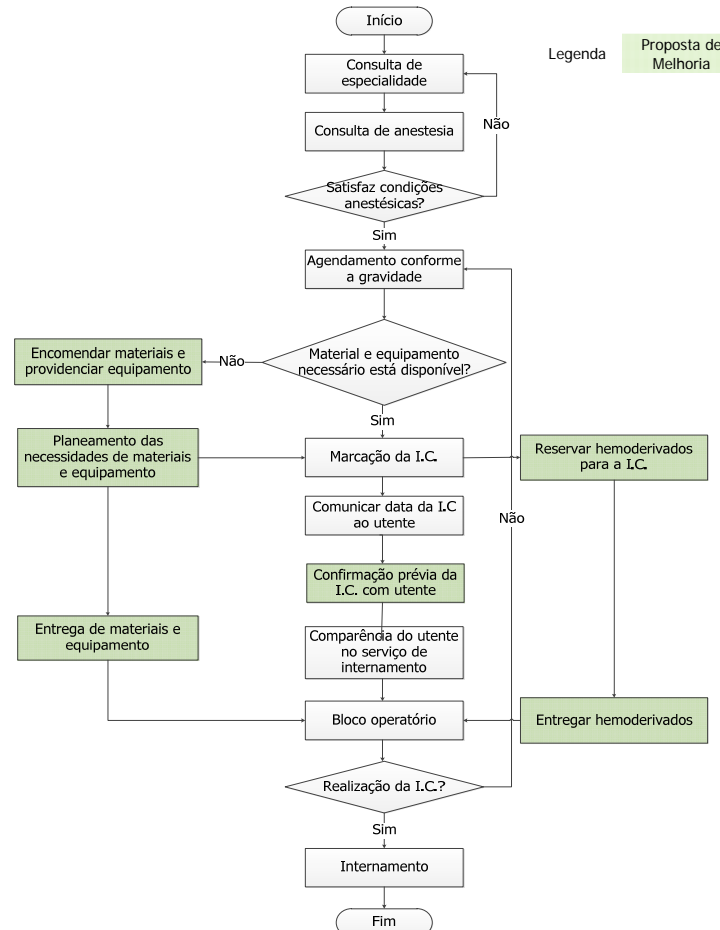 Início
Legenda
Proposta de
Melhoria
Consulta de
especialidade
Não
Consulta de anestesia
Satisfaz condições
anestésicas?
Sim
Agendamento conforme
a gravidade
Encomendar materiais e
providenciar equipamento
Não
Material e equipamento
necessário está disponível?
Sim
Planeamento das
necessidades de materiais
e equipamento
Marcação da I.C.
Reservar hemoderivados
para a I.C.
Comunicar data da I.C
ao utente
Não
Confirmação prévia da
I.C. com utente
Entrega de materiais e
equipamento
Comparência do utente
no serviço de
internamento
Bloco operatório
Entregar hemoderivados
Realização da I.C.?
Sim
Internamento
Fim